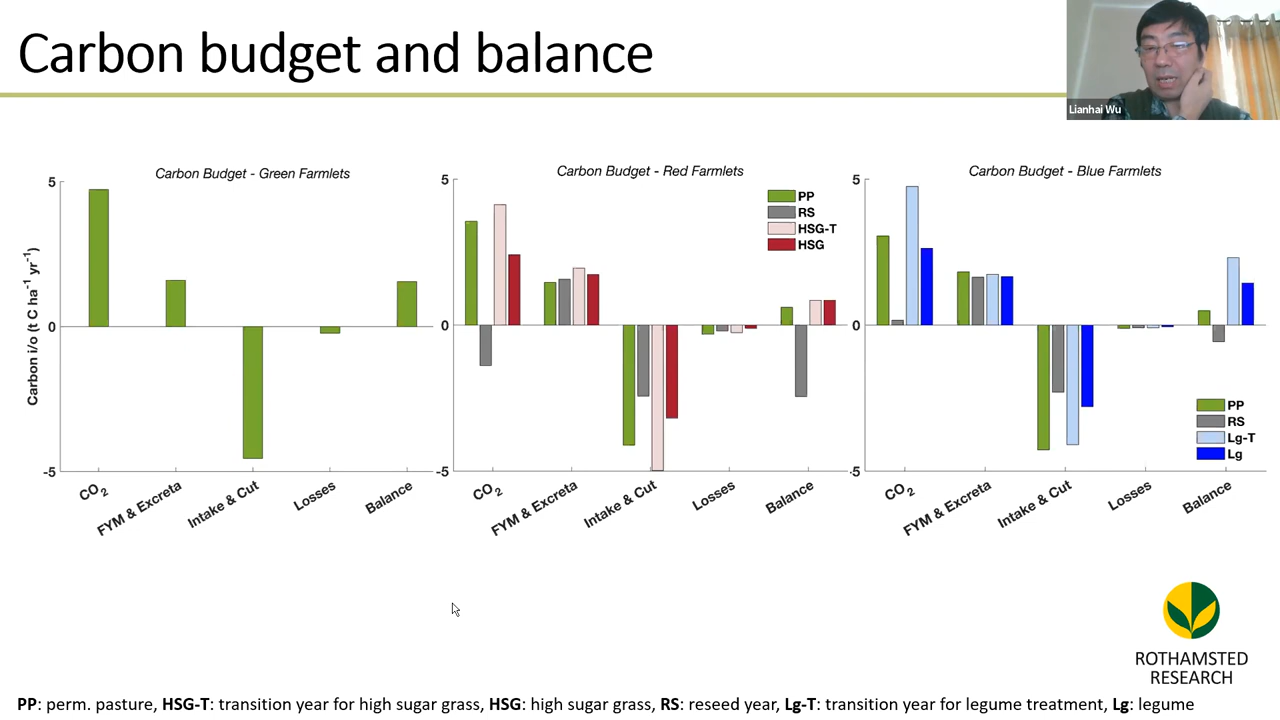 Carbon budget and balance
Lianhai Wu
Carbon Budget - Green Farmlets
Carbon i/o (t C ha⁻¹ yr⁻¹)
5
0
-5
CO₂
FYM & Excreta
Intake & Cut
Losses
Balance
Carbon Budget - Red Farmlets
5
0
-5
PP
RS
HSG-T
HSG
CO₂
FYM & Excreta
Intake & Cut
Losses
Balance
Carbon Budget - Blue Farmlets
5
0
-5
PP
RS
Lg-T
Lg
CO₂
FYM & Excreta
Intake & Cut
Losses
Balance
ROTHAMSTED
RESEARCH
PP: perm. pasture, HSG-T: transition year for high sugar grass, HSG: high sugar grass, RS: reseed year, Lg-T: transition year for legume treatment, Lg: legume